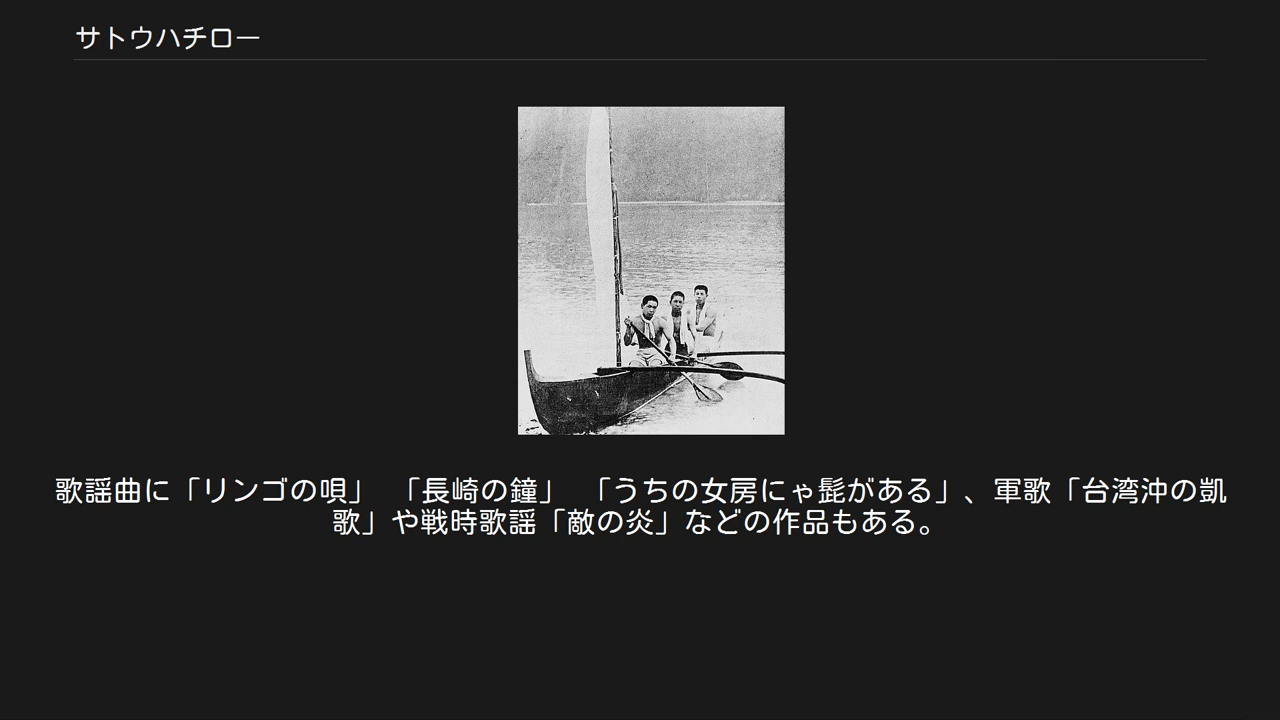 サトウハチロー
歌謡曲に「リンゴの唄」 「長崎の鐘」 「うちの女房にゃ髭がある」、軍歌「台湾沖の凱
歌」や戦時歌謡「敵の炎」などの作品もある。